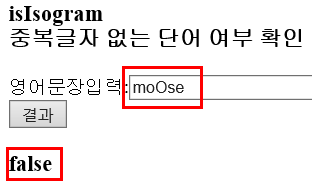 isIsogram
중복글자 없는 단어 여부 확인
영어문장입력:moOse
결과
false